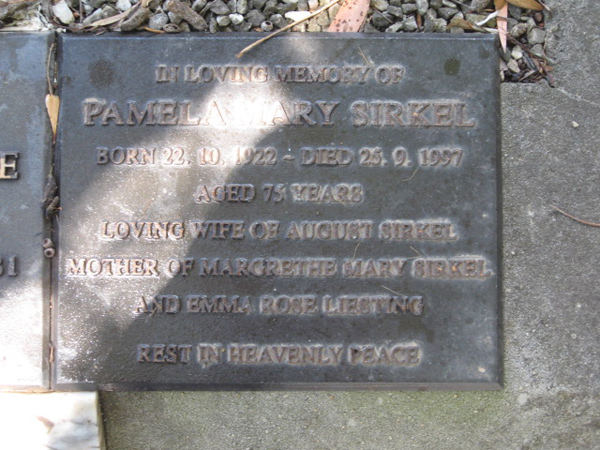 IN LOVING MEMORY OF
PAMELA MARY SIRKEL
BORN 22. 10. 1922 - DIED 25. 9. 1997
AGED 75 YEARS
LOVING WIFE OF AUGUST SIRKEL
MOTHER OF MARGRETHE MARY SIRKEL
AND EMMA ROSE LIESTING
REST IN HEAVENLY PEACE